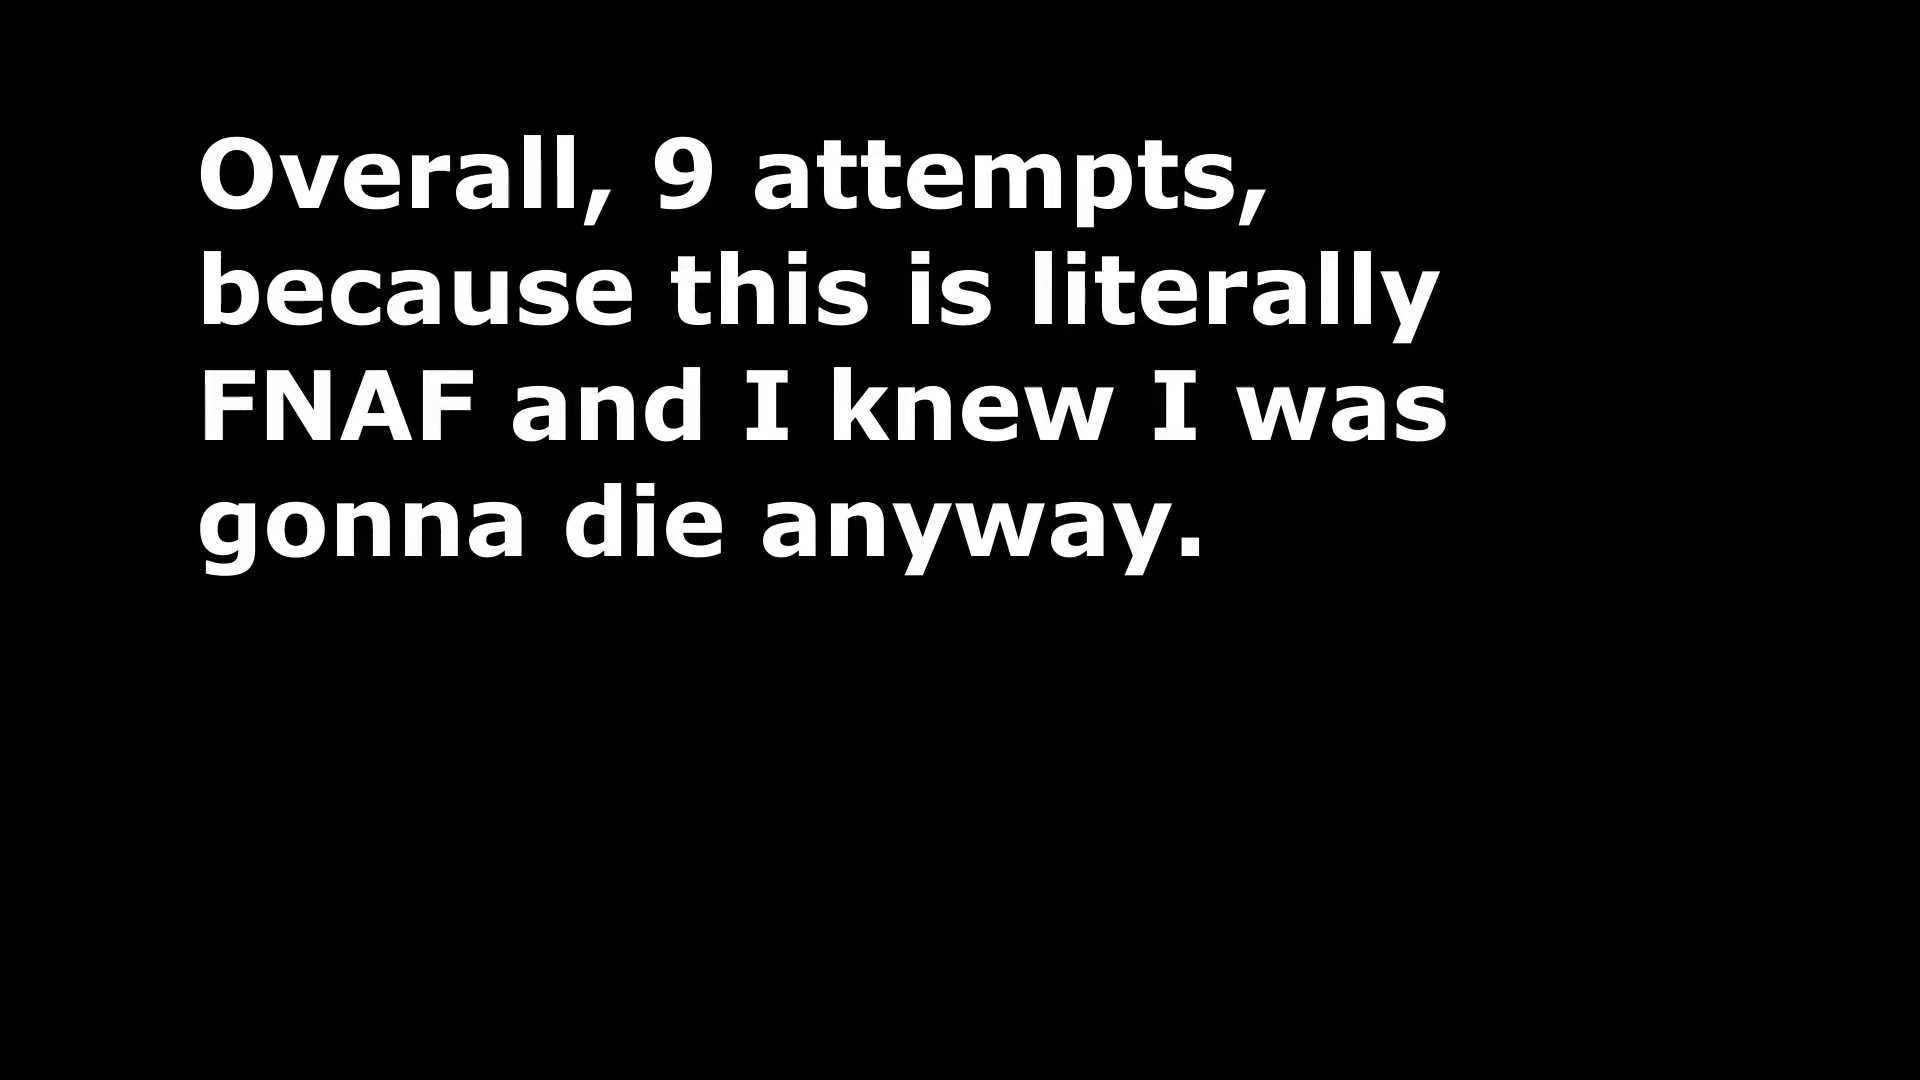 Overall, 9 attempts,
because this is literally
FNAF and I knew I was
gonna die anyway.